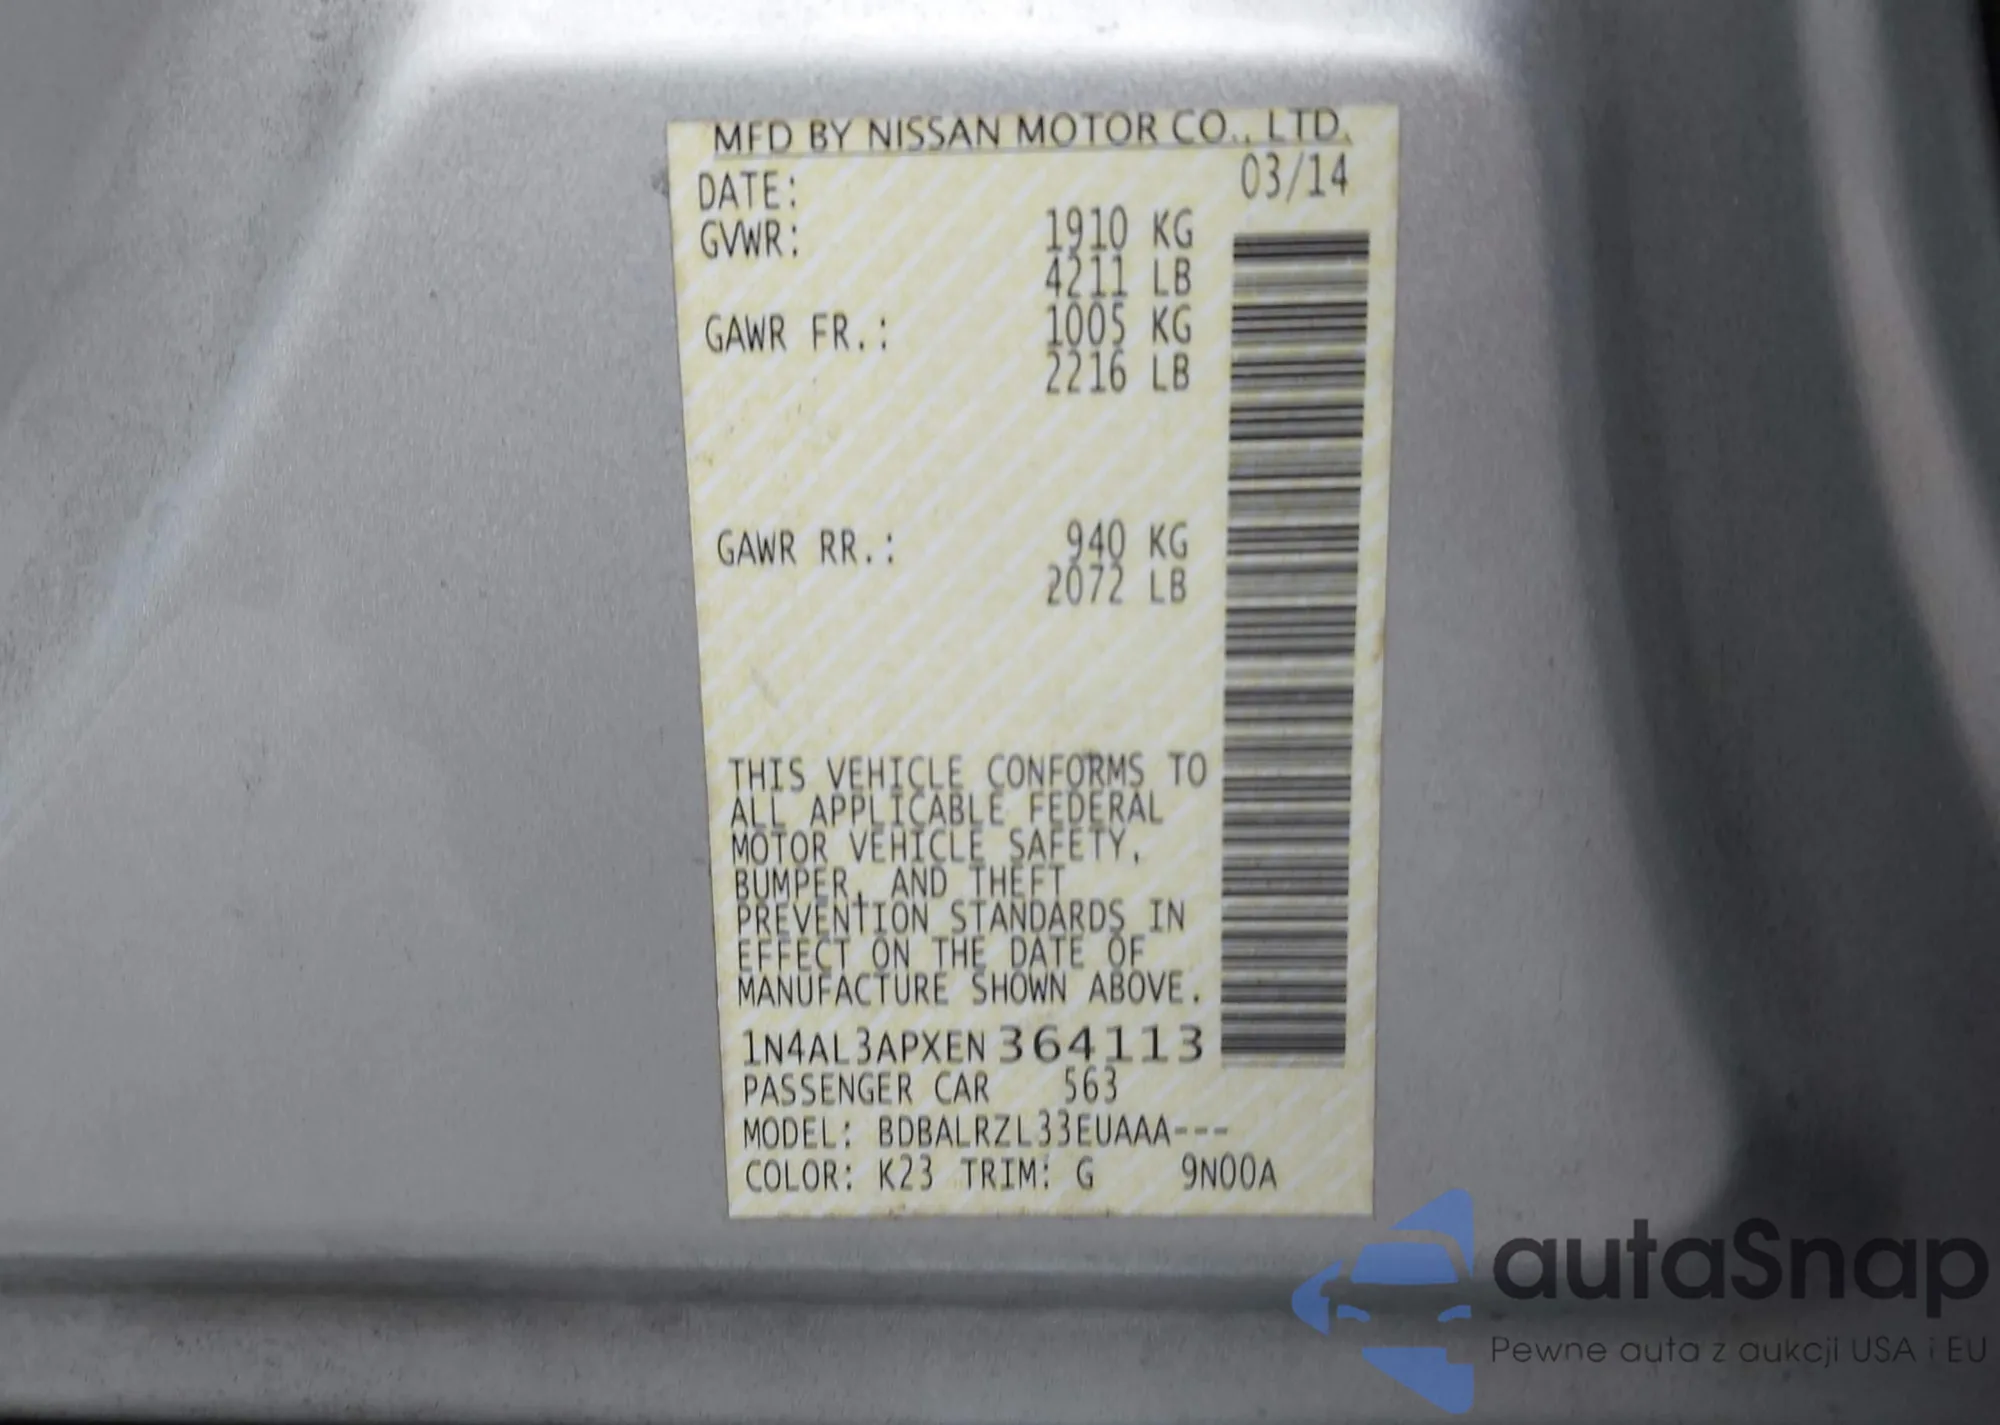 MFD BY NISSAN MOTOR CO., LTD.
DATE: 03/14
GVWR: 1910 KG
4211 LB
GAWR FR.: 1005 KG
2216 LB
GAWR RR.: 940 KG
2072 LB
THIS VEHICLE CONFORMS TO
ALL APPLICABLE FEDERAL
MOTOR VEHICLE SAFETY,
BUMPER, AND THEFT
PREVENTION STANDARDS IN
EFFECT ON THE DATE OF
MANUFACTURE SHOWN ABOVE.
1N4AL3APXEN364113
PASSENGER CAR 563
MODEL: BDBALRZL33EUAAA---
COLOR: K23 TRIM: G 9N00A
autaSnap
Pewne auta z aukcji USA i EU